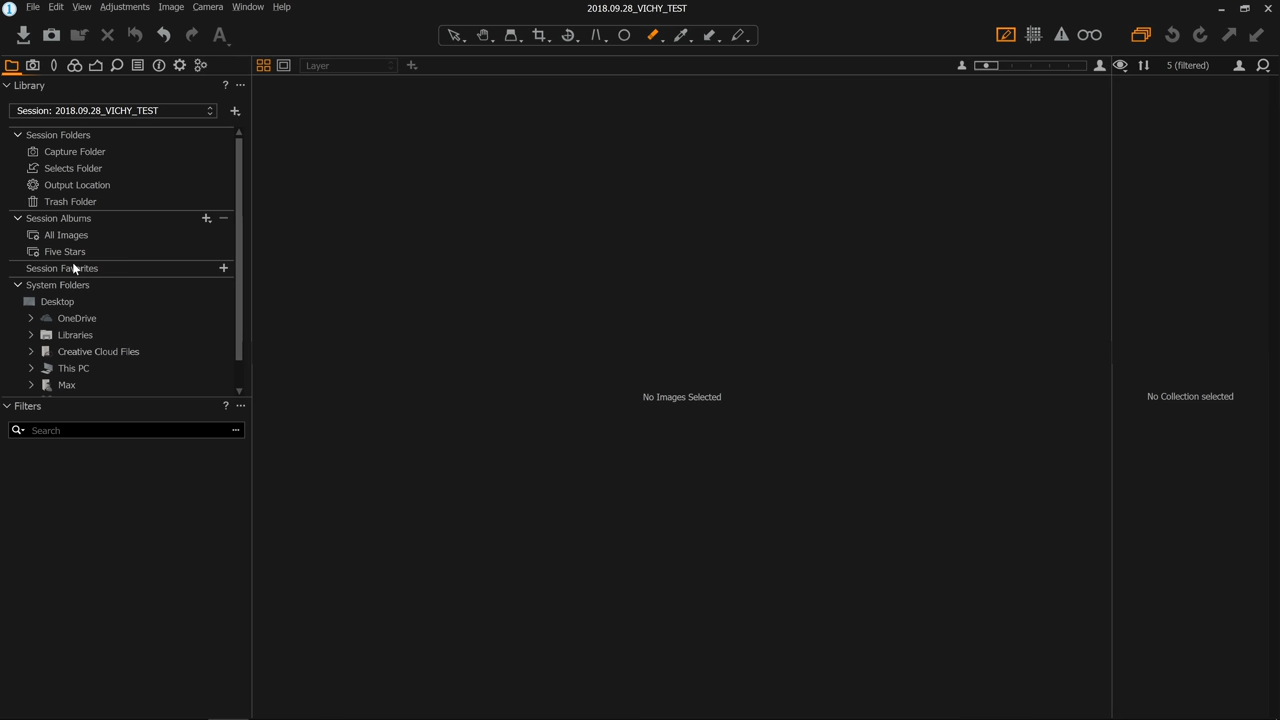 File Edit View Adjustments Image Camera Window Help
2018.09.28_VICHY_TEST
Layer
5 (filtered)
Library
?
Session: 2018.09.28_VICHY_TEST
Session Folders
Capture Folder
Selects Folder
Output Location
Trash Folder
Session Albums
All Images
Five Stars
Session Favorites
System Folders
Desktop
OneDrive
Libraries
Creative Cloud Files
This PC
Max
Filters
?
Search
No Images Selected
No Collection selected